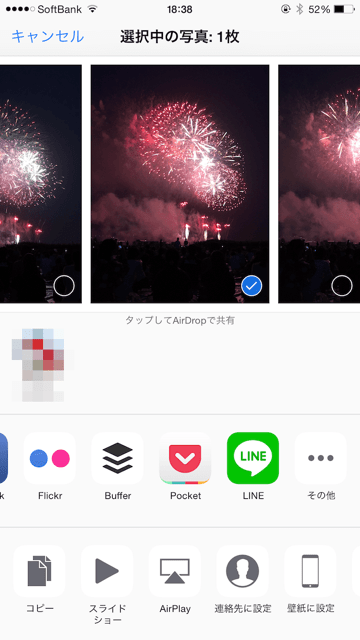 SoftBank 18:38 52%
キャンセル 選択中の写真: 1枚
タップしてAirDropで共有
k Flickr Buffer Pocket LINE その他
コピー スライド AirPlay 連絡先に設定 壁紙に設定
ショー